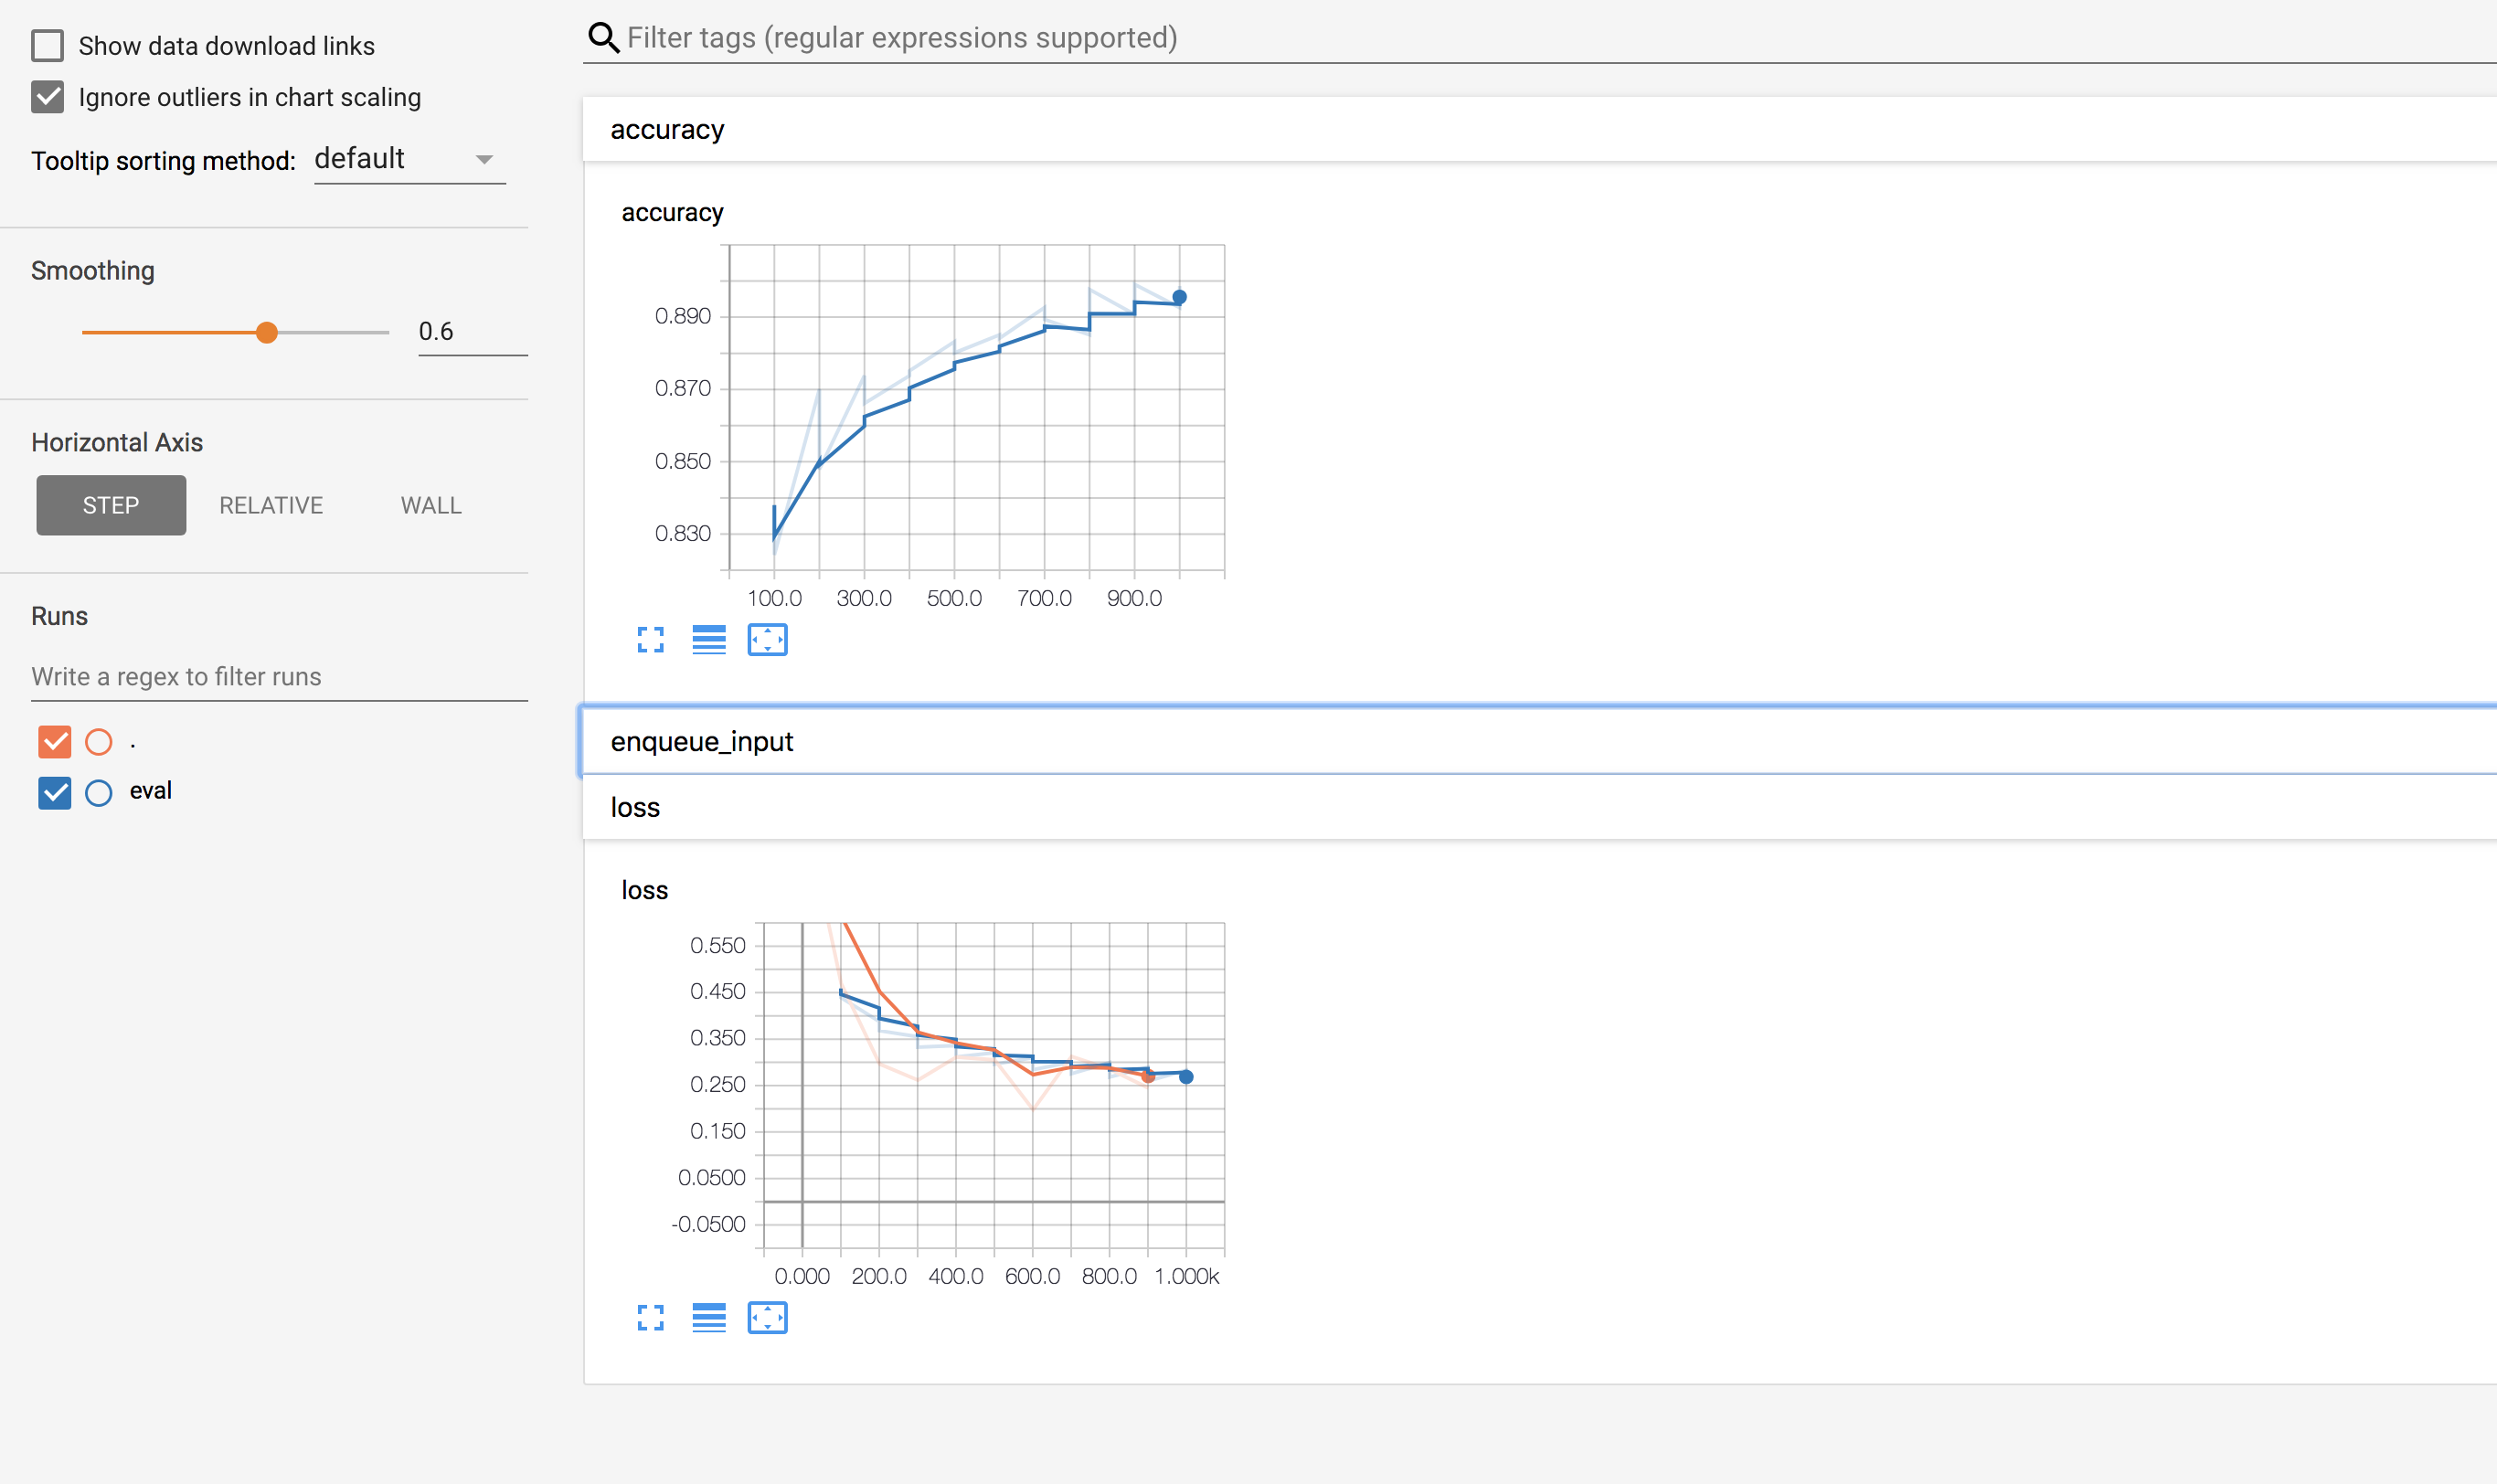 Show data download links
Ignore outliers in chart scaling
Tooltip sorting method: default
Smoothing
0.6
Horizontal Axis
STEP RELATIVE WALL
Runs
Write a regex to filter runs
.
eval
Filter tags (regular expressions supported)
accuracy
accuracy
0.890
0.870
0.850
0.830
100.0 300.0 500.0 700.0 900.0
enqueue_input
loss
loss
0.550
0.450
0.350
0.250
0.150
0.0500
-0.0500
0.000 200.0 400.0 600.0 800.0 1.000k